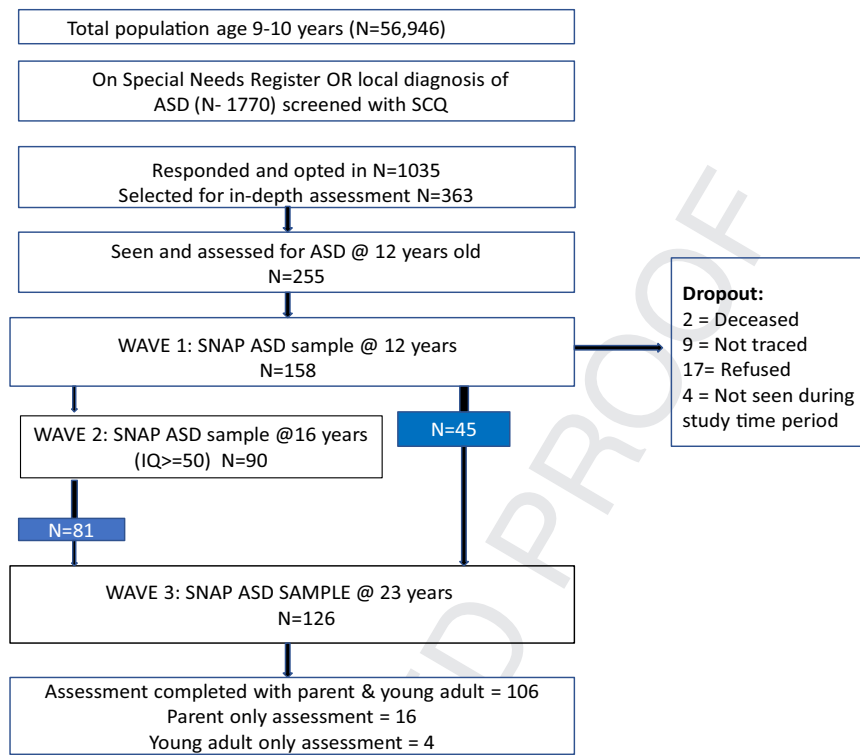 Total population age 9-10 years (N=56,946)
On Special Needs Register OR local diagnosis of
ASD (N- 1770) screened with SCQ
Responded and opted in N=1035
Selected for in-depth assessment N=363
Seen and assessed for ASD @ 12 years old
N=255
WAVE 1: SNAP ASD sample @ 12 years
N=158
Dropout:
2 = Deceased
9 = Not traced
17= Refused
4 = Not seen during
study time period
WAVE 2: SNAP ASD sample @16 years
(IQ>=50) N=90
N=45
N=81
WAVE 3: SNAP ASD SAMPLE @ 23 years
N=126
Assessment completed with parent & young adult = 106
Parent only assessment = 16
Young adult only assessment = 4
D PROOF